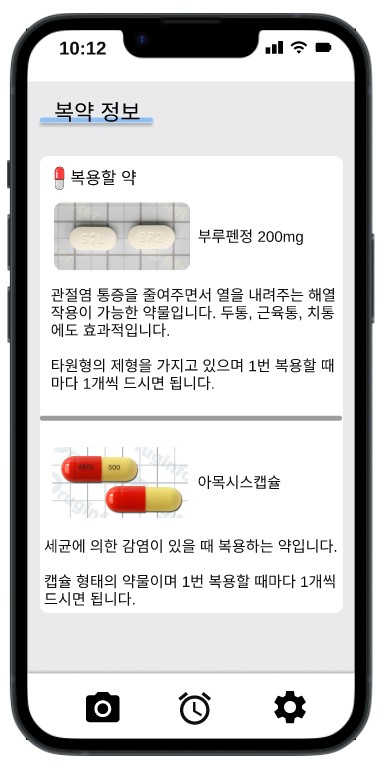 10:12
복약 정보
복용할 약
SYL BR2
부루펜정 200mg
관절염 통증을 줄여주면서 열을 내려주는 해열
작용이 가능한 약물입니다. 두통, 근육통, 치통
에도 효과적입니다.
타원형의 제형을 가지고 있으며 1번 복용할 때
마다 1개씩 드시면 됩니다.
500
아목시스캡슐
세균에 의한 감염이 있을 때 복용하는 약입니다.
캡슐 형태의 약물이며 1번 복용할 때마다 1개씩
드시면 됩니다.